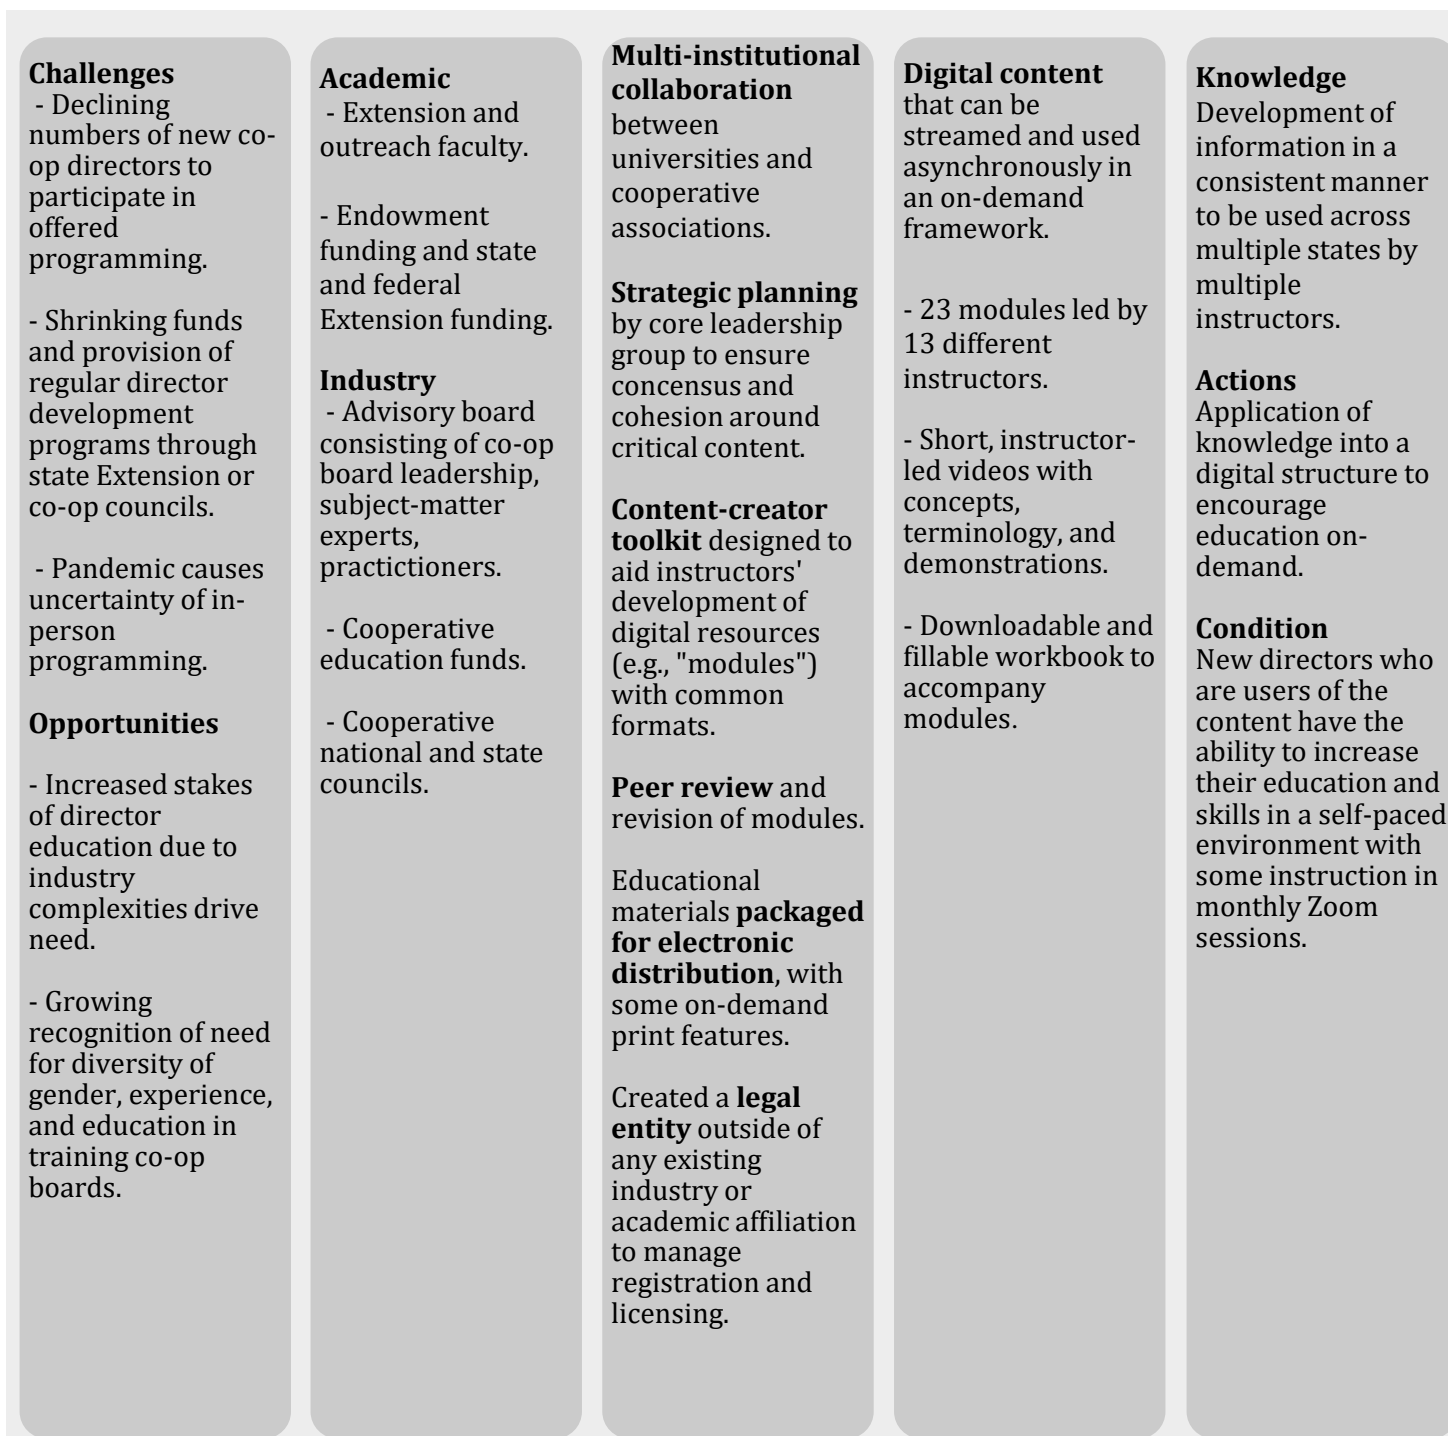 Challenges
- Declining
numbers of new co-
op directors to
participate in
offered
programming.
- Shrinking funds
and provision of
regular director
development
programs through
state Extension or
co-op councils.
- Pandemic causes
uncertainty of in-
person
programming.
Opportunities
- Increased stakes
of director
education due to
industry
complexities drive
need.
- Growing
recognition of need
for diversity of
gender, experience,
and education in
training co-op
boards.
Academic
- Extension and
outreach faculty.
- Endowment
funding and state
and federal
Extension funding.
Industry
- Advisory board
consisting of co-op
board leadership,
subject-matter
experts,
practictioners.
- Cooperative
education funds.
- Cooperative
national and state
councils.
Multi-institutional
collaboration
between
universities and
cooperative
associations.
Strategic planning
by core leadership
group to ensure
concensus and
cohesion around
critical content.
Content-creator
toolkit designed to
aid instructors'
development of
digital resources
(e.g., "modules")
with common
formats.
Peer review and
revision of modules.
Educational
materials packaged
for electronic
distribution, with
some on-demand
print features.
Created a legal
entity outside of
any existing
industry or
academic affiliation
to manage
registration and
licensing.
Digital content
that can be
streamed and used
asynchronously in
an on-demand
framework.
- 23 modules led by
13 different
instructors.
- Short, instructor-
led videos with
concepts,
terminology, and
demonstrations.
- Downloadable and
fillable workbook to
accompany
modules.
Knowledge
Development of
information in a
consistent manner
to be used across
multiple states by
multiple
instructors.
Actions
Application of
knowledge into a
digital structure to
encourage
education on-
demand.
Condition
New directors who
are users of the
content have the
ability to increase
their education and
skills in a self-paced
environment with
some instruction in
monthly Zoom
sessions.